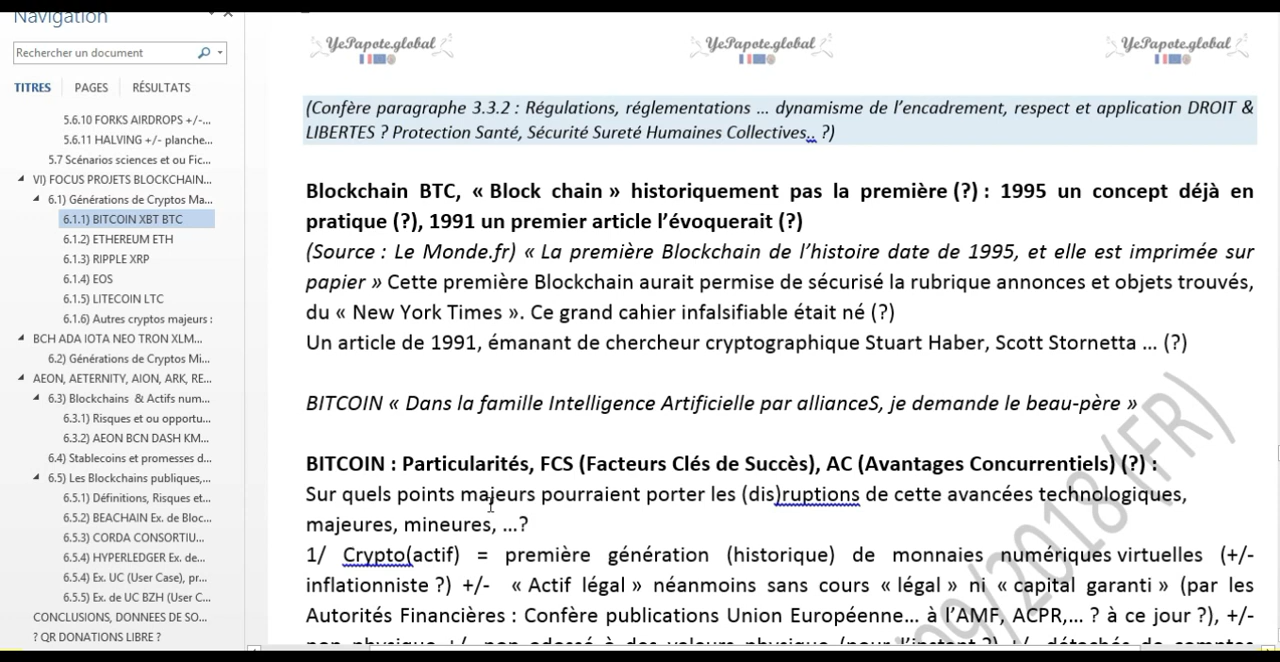 Navigation
Rechercher un document
TITRES PAGES RÉSULTATS
5.6.10 FORKS AIRDROPS +/-...
5.6.11 HALVING +/- planche...
5.7 Scénarios sciences et ou Fic...
VI) FOCUS PROJETS BLOCKCHAIN...
6.1) Générations de Cryptos Ma...
6.1.1) BITCOIN XBT BTC
6.1.2) ETHEREUM ETH
6.1.3) RIPPLE XRP
6.1.4) EOS
6.1.5) LITECOIN LTC
6.1.6) Autres cryptos majeurs :
BCH ADA IOTA NEO TRON XLM...
6.2) Générations de Cryptos Mi...
AEON, AETERNITY, AION, ARK, RE...
6.3) Blockchains & Actifs num...
6.3.1) Risques et ou opportu...
6.3.2) AEON BCN DASH KM...
6.4) Stablecoins et promesses d...
6.5) Les Blockchains publiques,...
6.5.1) Définitions, Risques et...
6.5.2) BEACHAIN Ex. de Bloc...
6.5.3) CORDA CONSORTIU...
6.5.4) HYPERLEDGER Ex. de...
6.5.4) Ex. UC (User Case), pr...
6.5.5) Ex. de UC BZH (User C...
CONCLUSIONS, DONNEES DE SO...
? QR DONATIONS LIBRE ?
YePapote.global YePapote.global YePapote.global
(Confère paragraphe 3.3.2 : Régulations, réglementations ... dynamisme de l'encadrement, respect et application DROIT &
LIBERTES ? Protection Santé, Sécurité Sureté Humaines Collectives.. ?)
Blockchain BTC, « Block chain » historiquement pas la première (?) : 1995 un concept déjà en
pratique (?), 1991 un premier article l'évoquerait (?)
(Source : Le Monde.fr) « La première Blockchain de l'histoire date de 1995, et elle est imprimée sur
papier » Cette première Blockchain aurait permise de sécurisé la rubrique annonces et objets trouvés,
du « New York Times ». Ce grand cahier infalsifiable était né (?)
Un article de 1991, émanant de chercheur cryptographique Stuart Haber, Scott Stornetta ... (?)
BITCOIN « Dans la famille Intelligence Artificielle par allianceS, je demande le beau-père »
BITCOIN : Particularités, FCS (Facteurs Clés de Succès), AC (Avantages Concurrentiels) (?) :
Sur quels points majeurs pourraient porter les (dis)ruptions de cette avancées technologiques,
majeures, mineures, ...?
1/ Crypto(actif) = première génération (historique) de monnaies numériques virtuelles (+/-
inflationniste ?) +/- « Actif légal » néanmoins sans cours « légal » ni « capital garanti » (par les
Autorités Financières : Confère publications Union Européenne... à l'AMF, ACPR,... ? à ce jour ?), +/-
non physique +/- non adossé à des valeurs physique (pour l'instant ?) +/- détachés de comptes
09/2018 (FR)